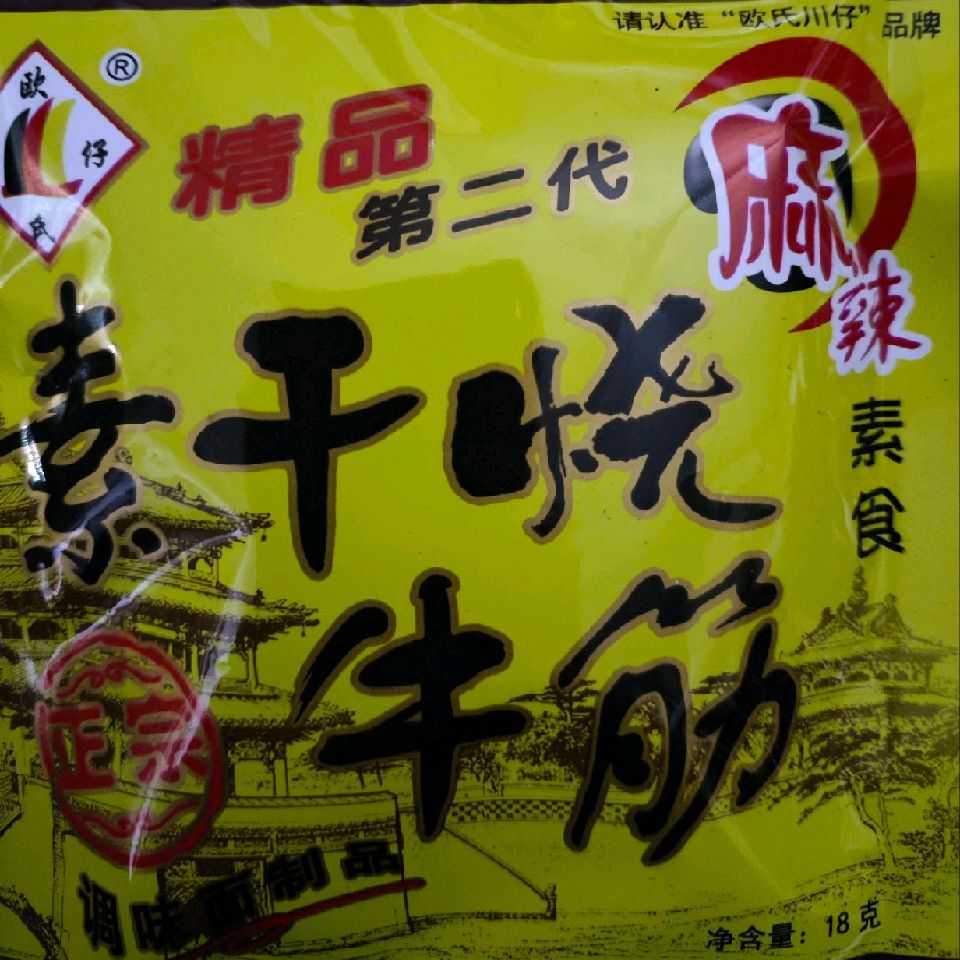 请认准“欧氏川仔”品牌
欧
仔
氏
®
精品
第二代
麻辣
素食
素干烧
牛筋
正宗
调味面制品
净含量：18克